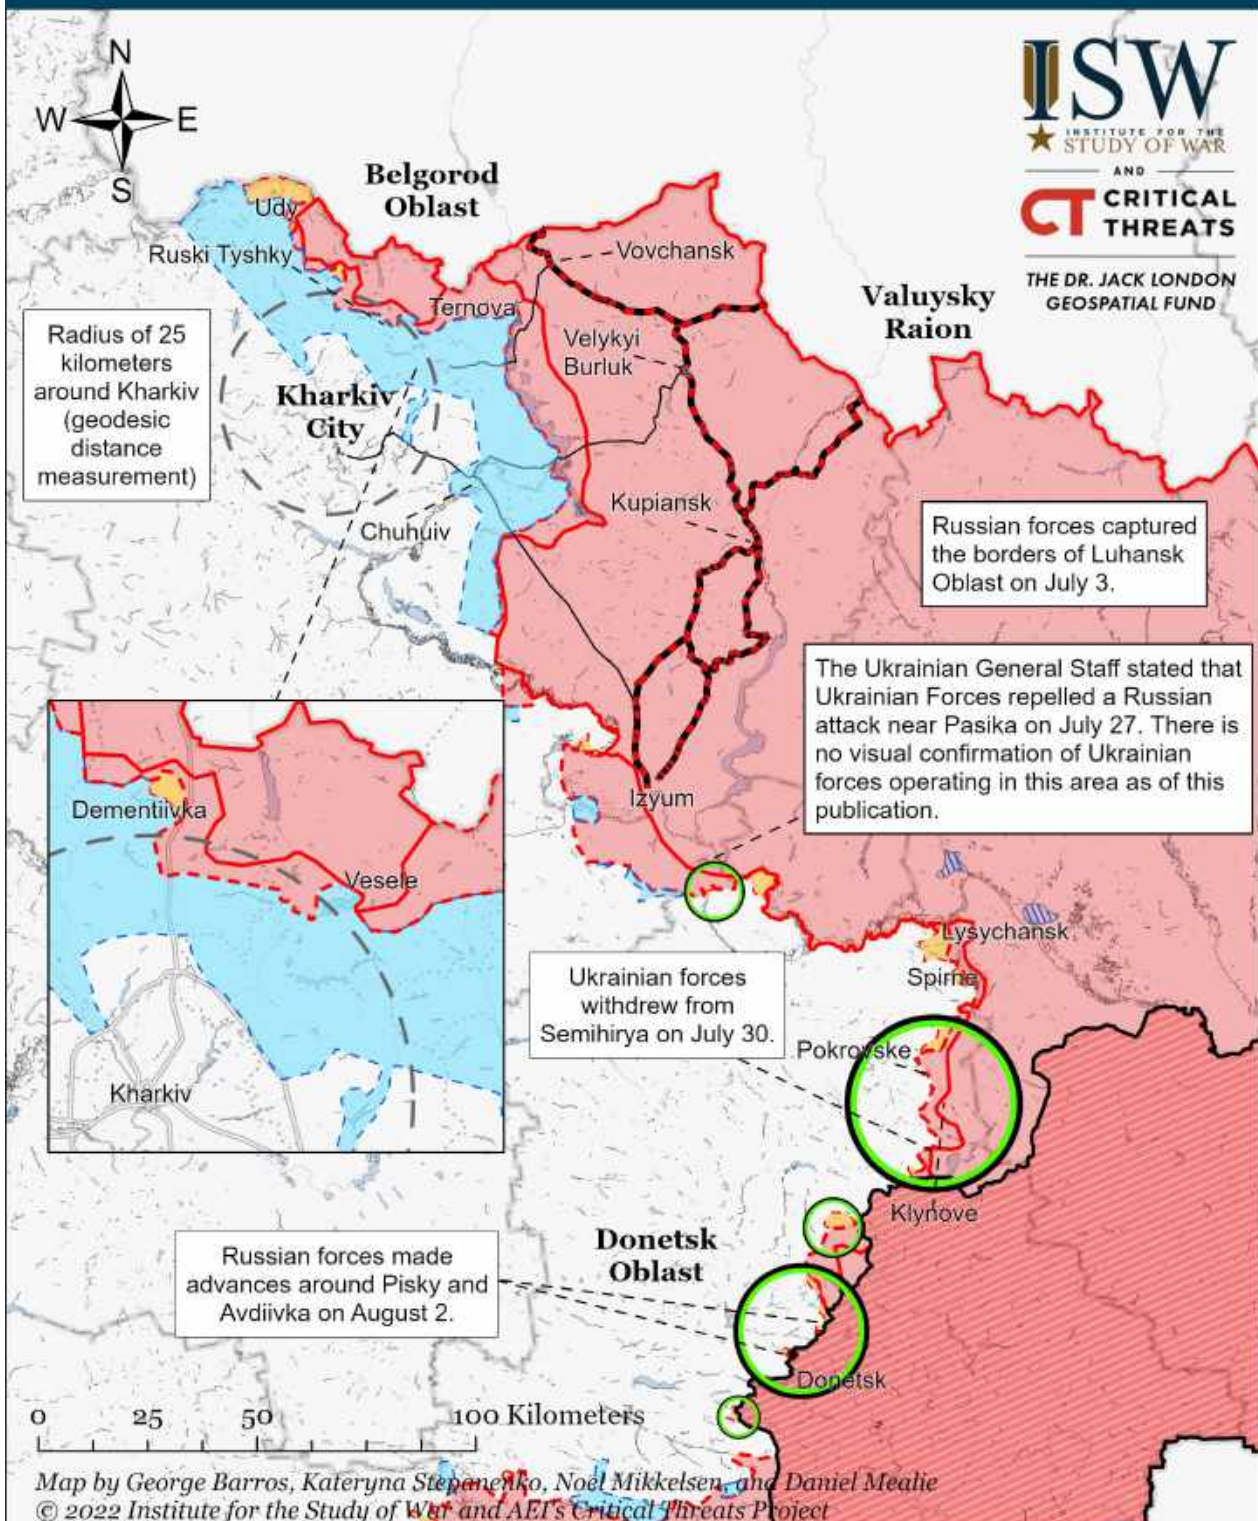 N
W
E
S
ISW
INSTITUTE FOR THE
STUDY OF WAR
AND
CT CRITICAL
THREATS
THE DR. JACK LONDON
GEOSPATIAL FUND
Belgorod
Oblast
Udy
Ruski Tyshky
Vovchansk
Ternova
Valuysky
Raion
Velykyi
Burluk
Radius of 25
kilometers
around Kharkiv
(geodesic
distance
measurement)
Kharkiv
City
Kupiansk
Chuhuiv
Russian forces captured
the borders of Luhansk
Oblast on July 3.
The Ukrainian General Staff stated that
Ukrainian Forces repelled a Russian
attack near Pasika on July 27. There is
no visual confirmation of Ukrainian
forces operating in this area as of this
publication.
Izyum
Dementiivka
Vesele
Kharkiv
Lysychansk
Spirne
Ukrainian forces
withdrew from
Semihirya on July 30.
Pokrovske
Klynove
Donetsk
Oblast
Russian forces made
advances around Pisky and
Avdiivka on August 2.
Donetsk
0 25 50 100 Kilometers
Map by George Barros, Kateryna Stepanenko, Noel Mikkelsen, and Daniel Mealie
© 2022 Institute for the Study of War and AEI's Critical Threats Project